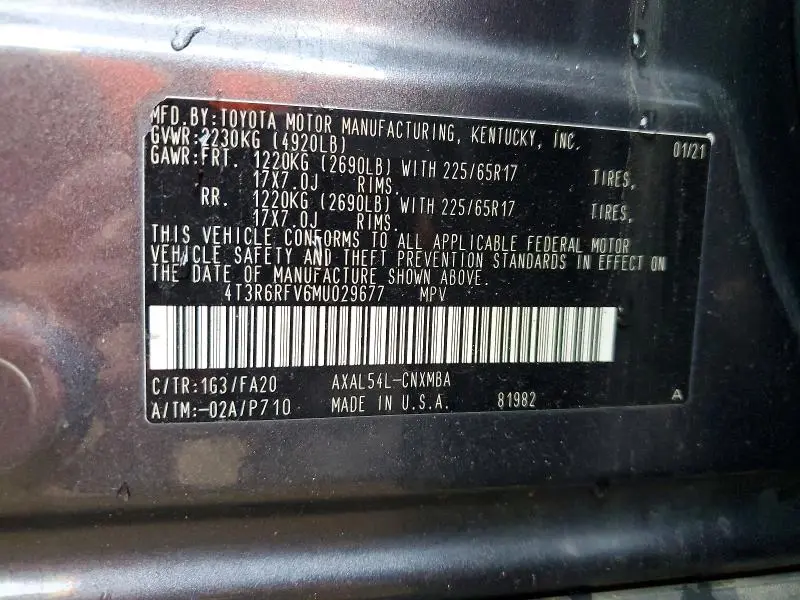 MFD.BY:TOYOTA MOTOR MANUFACTURING, KENTUCKY, INC.
GVWR:2230KG (4920LB) 01/21
GAWR:FRT. 1220KG (2690LB) WITH 225/65R17 TIRES,
17X7.0J RIMS.
RR. 1220KG (2690LB) WITH 225/65R17 TIRES,
17X7.0J RIMS.
THIS VEHICLE CONFORMS TO ALL APPLICABLE FEDERAL MOTOR
VEHICLE SAFETY AND THEFT PREVENTION STANDARDS IN EFFECT ON
THE DATE OF MANUFACTURE SHOWN ABOVE.
4T3R6RFV6MU029677 MPV
C/TR:1G3/FA20 AXAL54L-CNXMBA
A/TM:-02A/P710 MADE IN U.S.A. 81982 A